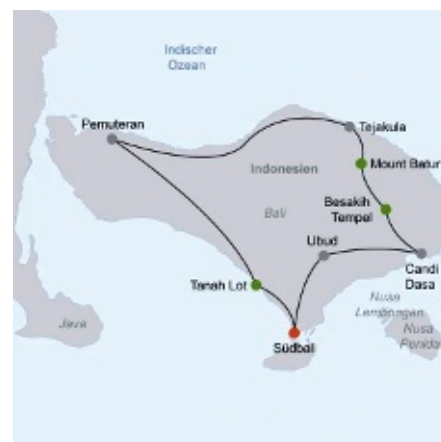 Indischer
Ozean
Pemuteran
Tejakula
Indonesien
Mount Batur
Besakih
Tempel
Bali
Ubud
Candi
Dasa
Tanah Lot
Nusa
Lembongan
Nusa
Penida
Java
Südbali